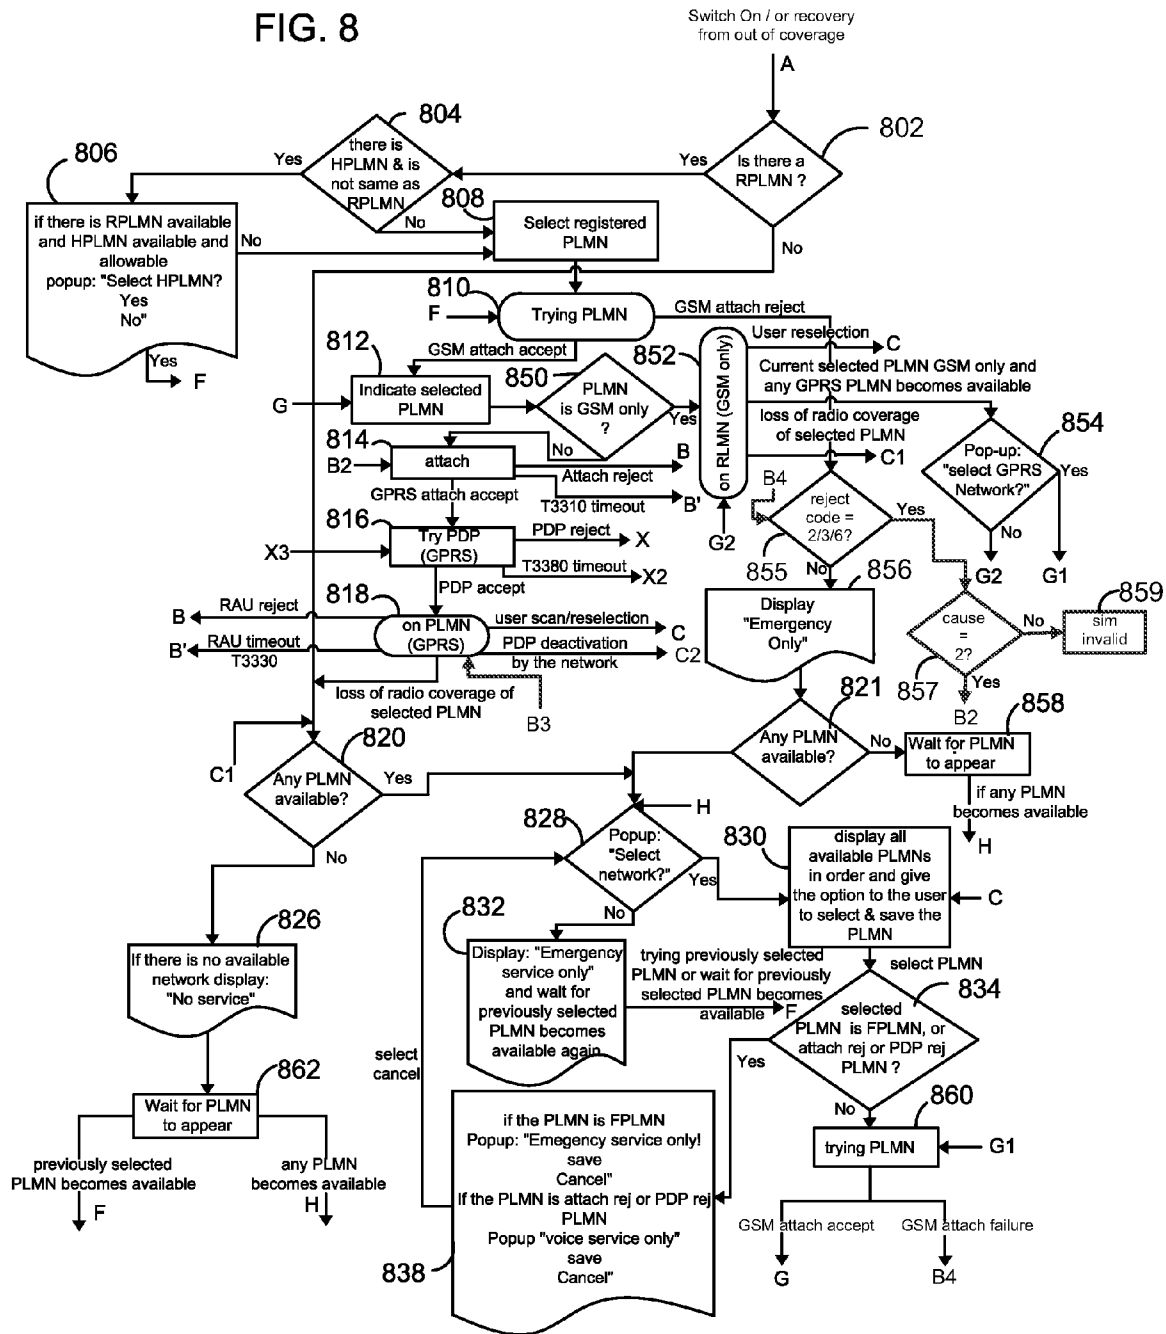 FIG. 8
Switch On / or recovery
from out of coverage
A
802
Is there a
RPLMN ?
Yes
No
804
there is
HPLMN & is
not same as
RPLMN
Yes
No
806
if there is RPLMN available
and HPLMN available and
allowable
popup: "Select HPLMN?
Yes
No"
No
Yes
F
808
Select registered
PLMN
810
F
Trying PLMN
GSM attach reject
GSM attach accept
812
G
Indicate selected
PLMN
850
PLMN
is GSM only
?
Yes
No
852
on RLMN (GSM only)
User reselection
C
Current selected PLMN GSM only and
any GPRS PLMN becomes available
loss of radio coverage
of selected PLMN
C1
G2
854
Pop-up:
"select GPRS
Network?"
Yes
No
G2
G1
814
B2
attach
B
Attach reject
T3310 timeout
B'
GPRS attach accept
816
X3
Try PDP
(GPRS)
PDP reject
X
T3380 timeout
X2
PDP accept
818
on PLMN
(GPRS)
B
RAU reject
B'
RAU timeout
T3330
user scan/reselection
C
PDP deactivation
by the network
C2
B3
loss of radio coverage of
selected PLMN
B4
reject
code =
2/3/6?
855
Yes
No
856
Display
"Emergency
Only"
cause
=
2?
857
No
Yes
B2
859
sim
invalid
821
Any PLMN
available?
No
858
Wait for PLMN
to appear
if any PLMN
becomes available
H
C1
820
Any PLMN
available?
Yes
No
H
828
Popup:
"Select
network?"
Yes
No
830
display all
available PLMNs
in order and give
the option to the user
to select & save the
PLMN
C
select PLMN
826
If there is no available
network display:
"No service"
832
Display: "Emergency
service only"
and wait for
previously selected
PLMN becomes
available again
trying previously selected
PLMN or wait for previously
selected PLMN becomes
available
F
834
selected
PLMN is FPLMN, or
attach rej or PDP rej
PLMN ?
Yes
No
862
Wait for PLMN
to appear
previously selected
PLMN becomes available
F
any PLMN
becomes available
H
select
cancel
838
if the PLMN is FPLMN
Popup: "Emegency service only!
save
Cancel"
If the PLMN is attach rej or PDP rej
PLMN
Popup "voice service only"
save
Cancel"
860
trying PLMN
G1
GSM attach accept
GSM attach failure
G
B4